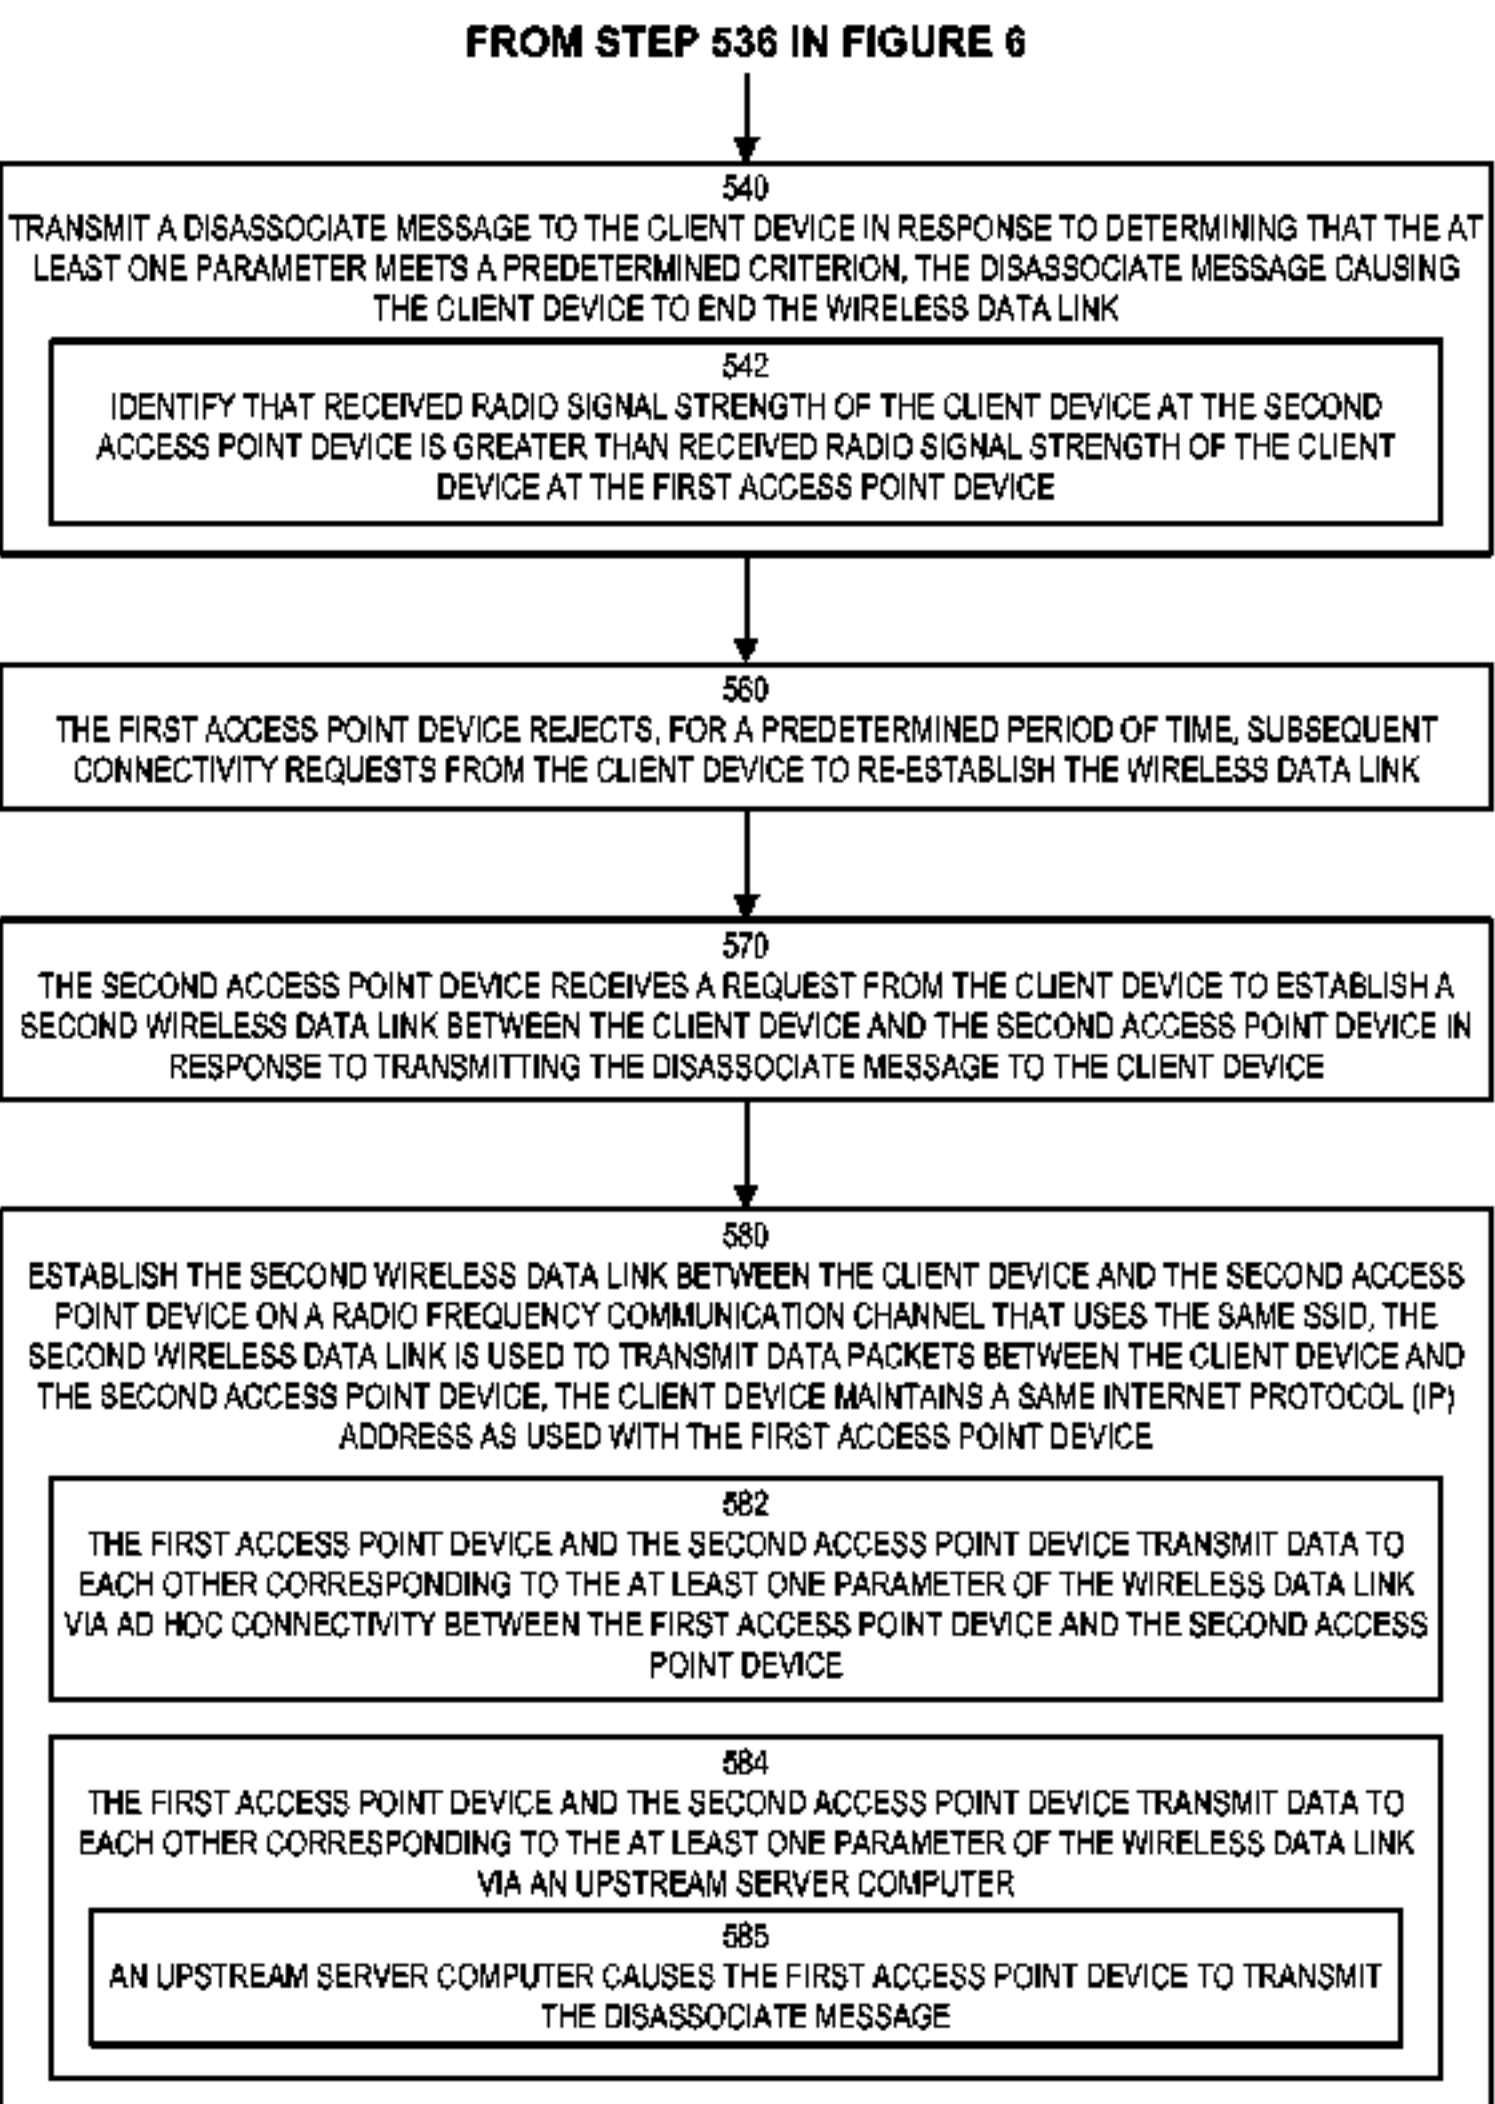 FROM STEP 536 IN FIGURE 6
540
TRANSMIT A DISASSOCIATE MESSAGE TO THE CLIENT DEVICE IN RESPONSE TO DETERMINING THAT THE AT
LEAST ONE PARAMETER MEETS A PREDETERMINED CRITERION, THE DISASSOCIATE MESSAGE CAUSING
THE CLIENT DEVICE TO END THE WIRELESS DATA LINK
542
IDENTIFY THAT RECEIVED RADIO SIGNAL STRENGTH OF THE CLIENT DEVICE AT THE SECOND
ACCESS POINT DEVICE IS GREATER THAN RECEIVED RADIO SIGNAL STRENGTH OF THE CLIENT
DEVICE AT THE FIRST ACCESS POINT DEVICE
560
THE FIRST ACCESS POINT DEVICE REJECTS, FOR A PREDETERMINED PERIOD OF TIME, SUBSEQUENT
CONNECTIVITY REQUESTS FROM THE CLIENT DEVICE TO RE-ESTABLISH THE WIRELESS DATA LINK
570
THE SECOND ACCESS POINT DEVICE RECEIVES A REQUEST FROM THE CLIENT DEVICE TO ESTABLISH A
SECOND WIRELESS DATA LINK BETWEEN THE CLIENT DEVICE AND THE SECOND ACCESS POINT DEVICE IN
RESPONSE TO TRANSMITTING THE DISASSOCIATE MESSAGE TO THE CLIENT DEVICE
580
ESTABLISH THE SECOND WIRELESS DATA LINK BETWEEN THE CLIENT DEVICE AND THE SECOND ACCESS
POINT DEVICE ON A RADIO FREQUENCY COMMUNICATION CHANNEL THAT USES THE SAME SSID, THE
SECOND WIRELESS DATA LINK IS USED TO TRANSMIT DATA PACKETS BETWEEN THE CLIENT DEVICE AND
THE SECOND ACCESS POINT DEVICE, THE CLIENT DEVICE MAINTAINS A SAME INTERNET PROTOCOL (IP)
ADDRESS AS USED WITH THE FIRST ACCESS POINT DEVICE
582
THE FIRST ACCESS POINT DEVICE AND THE SECOND ACCESS POINT DEVICE TRANSMIT DATA TO
EACH OTHER CORRESPONDING TO THE AT LEAST ONE PARAMETER OF THE WIRELESS DATA LINK
VIA AD HOC CONNECTIVITY BETWEEN THE FIRST ACCESS POINT DEVICE AND THE SECOND ACCESS
POINT DEVICE
584
THE FIRST ACCESS POINT DEVICE AND THE SECOND ACCESS POINT DEVICE TRANSMIT DATA TO
EACH OTHER CORRESPONDING TO THE AT LEAST ONE PARAMETER OF THE WIRELESS DATA LINK
VIA AN UPSTREAM SERVER COMPUTER
585
AN UPSTREAM SERVER COMPUTER CAUSES THE FIRST ACCESS POINT DEVICE TO TRANSMIT
THE DISASSOCIATE MESSAGE